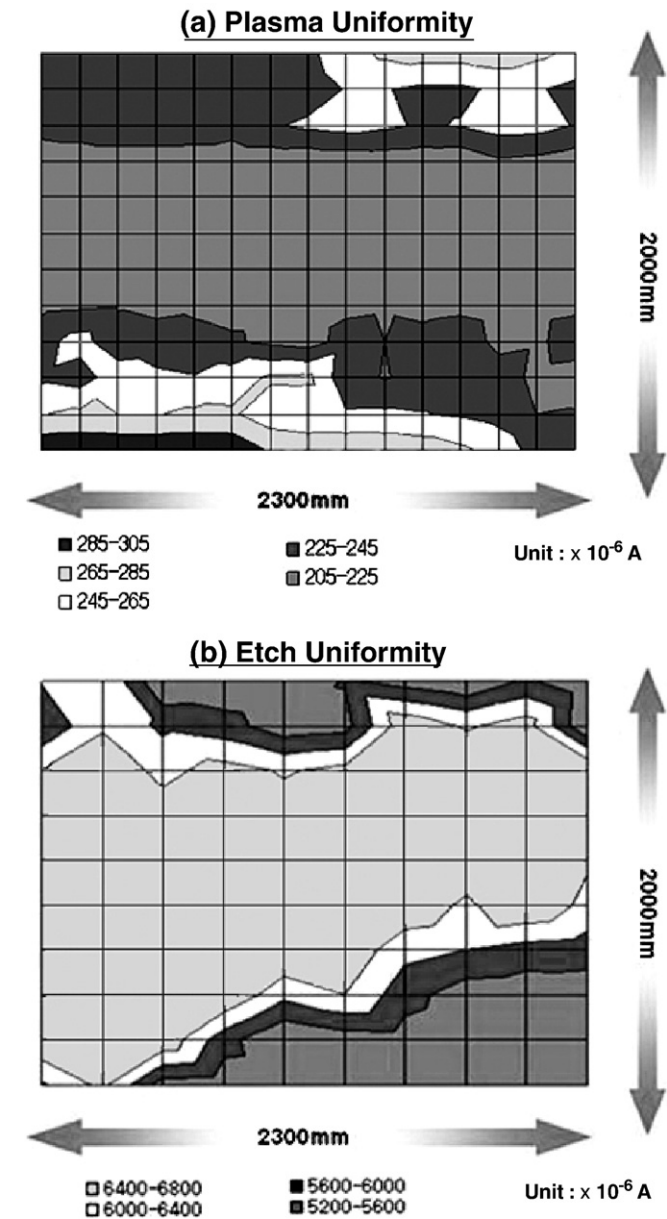 (a) Plasma Uniformity
2000mm
2300mm
285-305
225-245
265-285
205-225
245-265
Unit : x 10⁻⁶ A
(b) Etch Uniformity
2000mm
2300mm
6400-6800
5600-6000
6000-6400
5200-5600
Unit : x 10⁻⁶ A